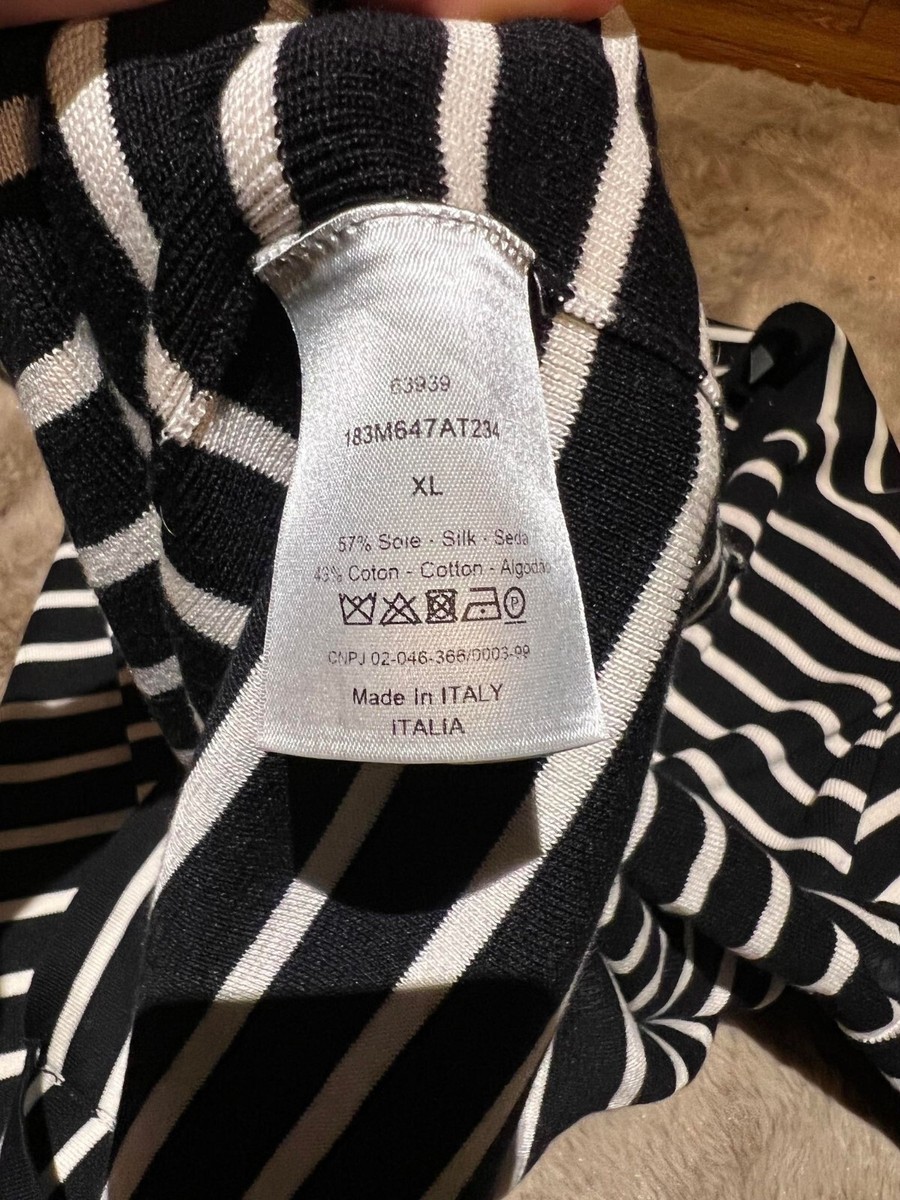 63939
183M647AT234
XL
57% Soie - Silk - Seda
43% Coton - Cotton - Algodão
P
CNPJ 02-046-366/0003-99
Made in ITALY
ITALIA